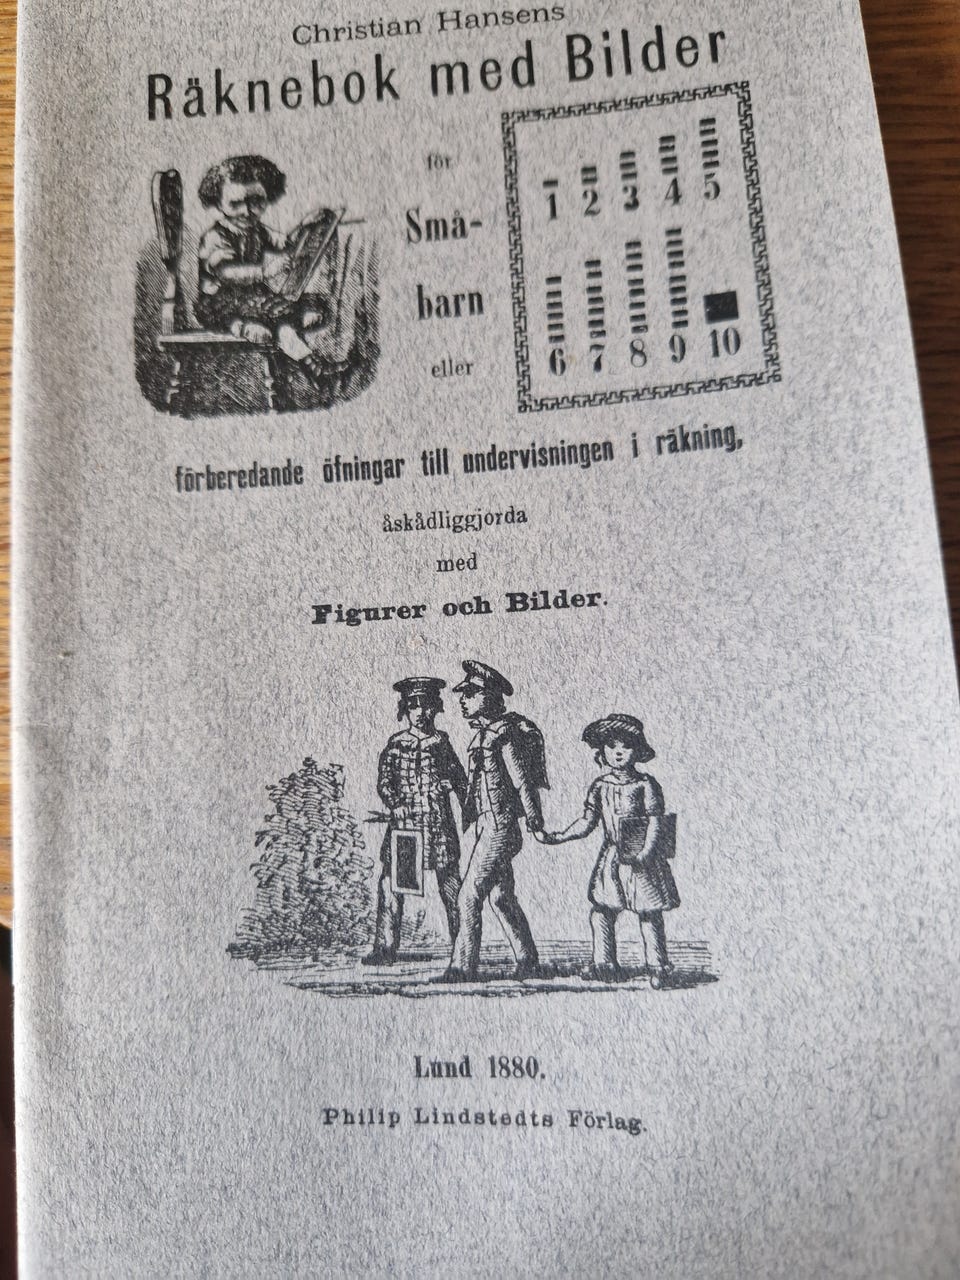 Christian Hansens
Räknebok med Bilder
för
Små-
barn
eller
1 2 3 4 5
6 7 8 9 10
förberedande öfningar till undervisningen i räkning,
åskådliggjorda
med
Figurer och Bilder.
Lund 1880.
Philip Lindstedts Förlag.